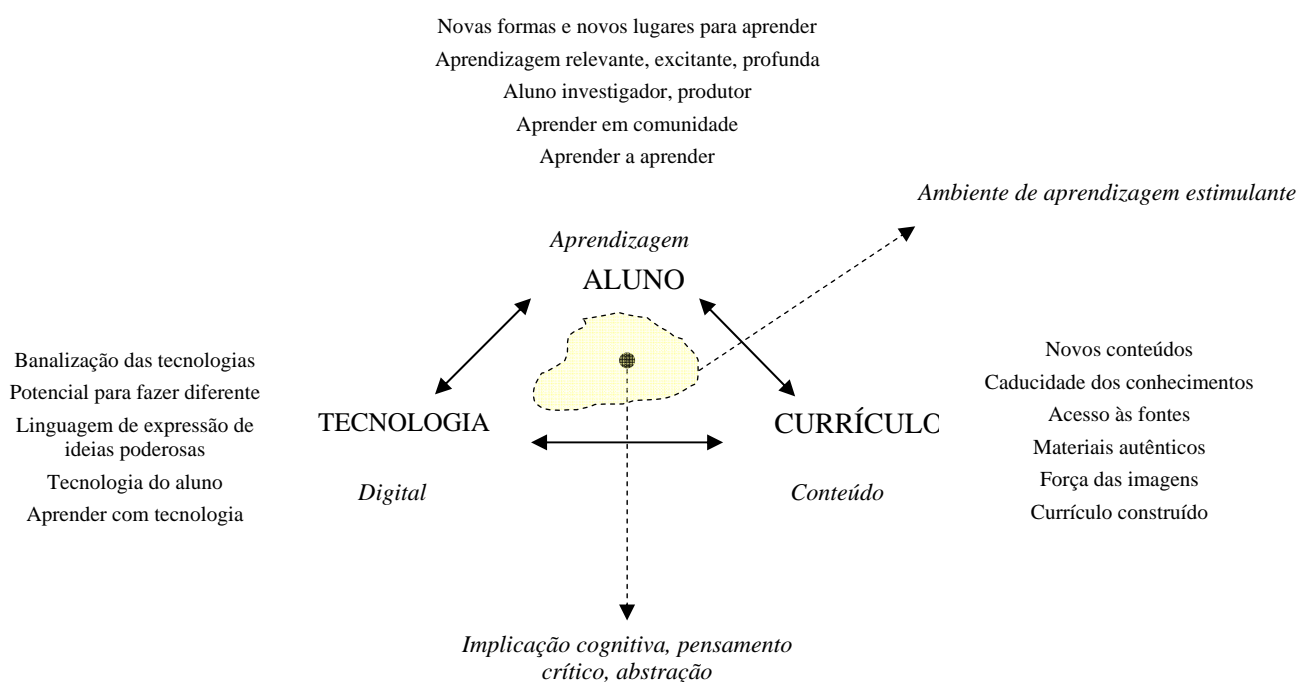 Novas formas e novos lugares para aprender
Aprendizagem relevante, excitante, profunda
Aluno investigador, produtor
Aprender em comunidade
Aprender a aprender
Ambiente de aprendizagem estimulante
Aprendizagem
ALUNO
Banalização das tecnologias
Potencial para fazer diferente
Linguagem de expressão de
ideias poderosas
Tecnologia do aluno
Aprender com tecnologia
TECNOLOGIA
Digital
CURRÍCULO
Conteúdo
Novos conteúdos
Caducidade dos conhecimentos
Acesso às fontes
Materiais autênticos
Força das imagens
Currículo construído
Implicação cognitiva, pensamento
crítico, abstração